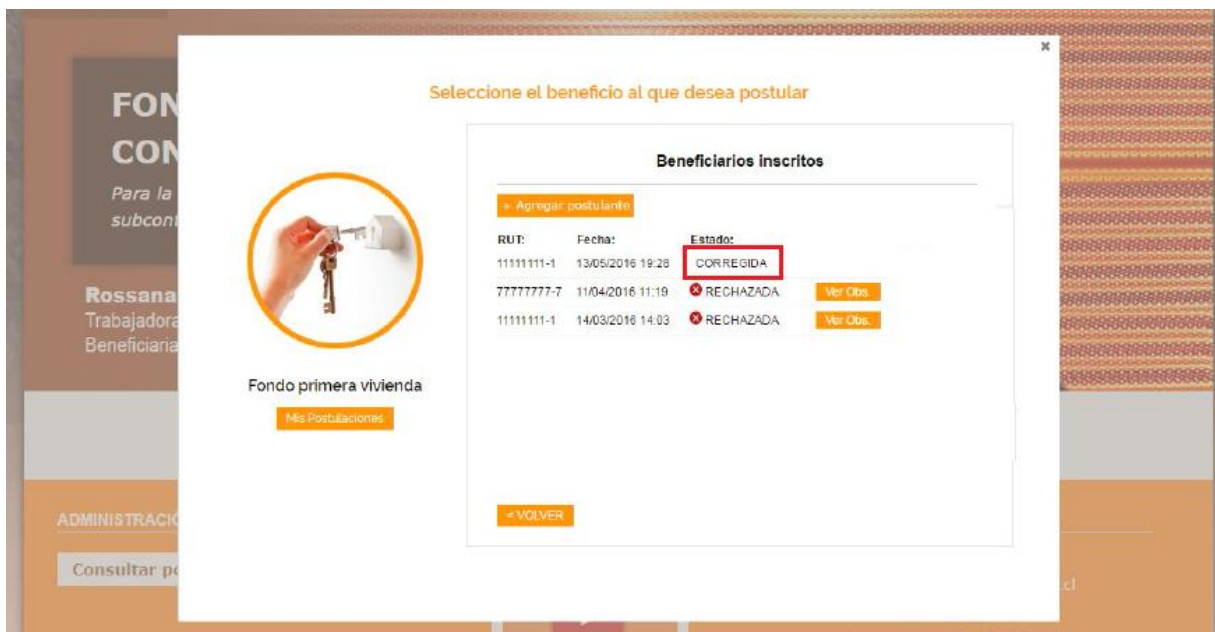 Seleccione el beneficio al que desea postular
FON
CON
Para la
subcont
Rossana
Trabajadora
Beneficiaria
Fondo primera vivienda
Mis Postulaciones
Beneficiarios inscritos
+ Agregar postulante
RUT: Fecha: Estado:
11111111-1 13/05/2016 19:28 CORREGIDA
77777777-7 11/04/2016 11:19 RECHAZADA Ver Obs.
11111111-1 14/03/2016 14:03 RECHAZADA Ver Obs.
< VOLVER
ADMINISTRACIÓ
Consultar po
.cl